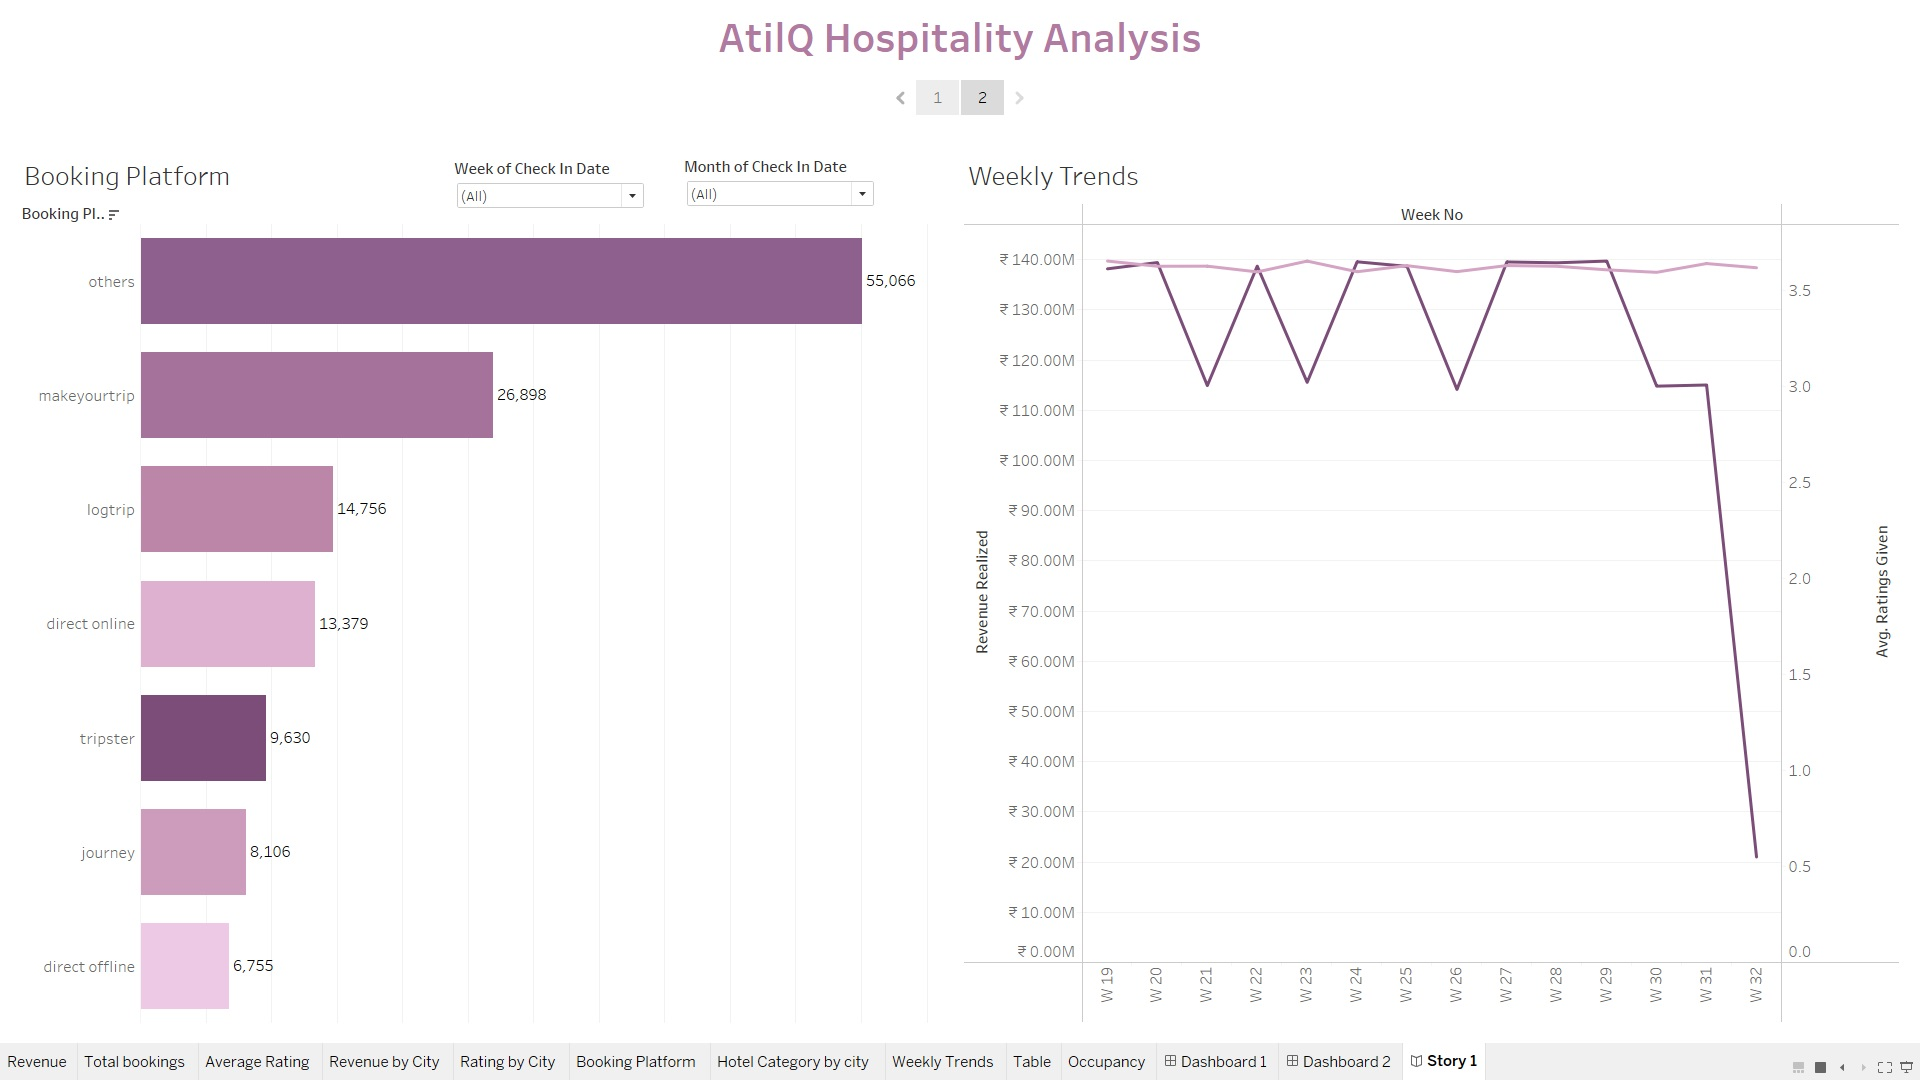 AtilQ Hospitality Analysis
1 2
Booking Platform
Week of Check In Date
(All)
Month of Check In Date
(All)
Booking Pl..
others 55,066
makeyourtrip 26,898
logtrip 14,756
direct online 13,379
tripster 9,630
journey 8,106
direct offline 6,755
Weekly Trends
Week No
Revenue Realized
₹ 140.00M
₹ 130.00M
₹ 120.00M
₹ 110.00M
₹ 100.00M
₹ 90.00M
₹ 80.00M
₹ 70.00M
₹ 60.00M
₹ 50.00M
₹ 40.00M
₹ 30.00M
₹ 20.00M
₹ 10.00M
₹ 0.00M
3.5
3.0
2.5
2.0
1.5
1.0
0.5
0.0
Avg. Ratings Given
W 19 W 20 W 21 W 22 W 23 W 24 W 25 W 26 W 27 W 28 W 29 W 30 W 31 W 32
Revenue Total bookings Average Rating Revenue by City Rating by City Booking Platform Hotel Category by city Weekly Trends Table Occupancy Dashboard 1 Dashboard 2 Story 1